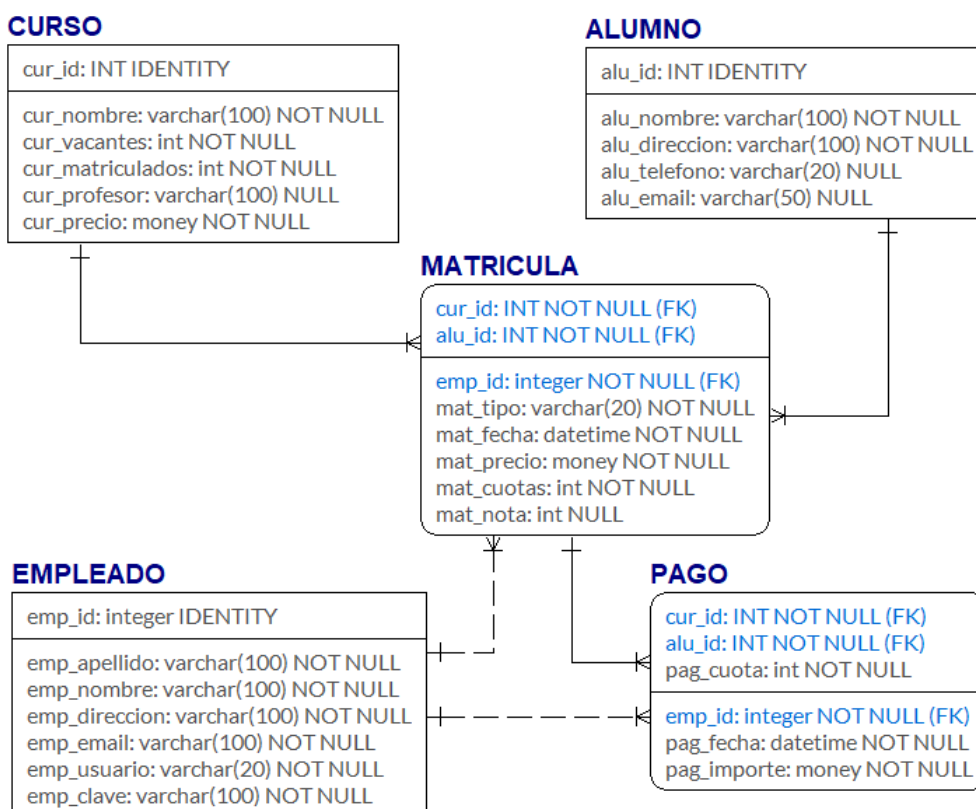 CURSO
cur_id: INT IDENTITY
cur_nombre: varchar(100) NOT NULL
cur_vacantes: int NOT NULL
cur_matriculados: int NOT NULL
cur_profesor: varchar(100) NULL
cur_precio: money NOT NULL
ALUMNO
alu_id: INT IDENTITY
alu_nombre: varchar(100) NOT NULL
alu_direccion: varchar(100) NOT NULL
alu_telefono: varchar(20) NULL
alu_email: varchar(50) NULL
MATRICULA
cur_id: INT NOT NULL (FK)
alu_id: INT NOT NULL (FK)
emp_id: integer NOT NULL (FK)
mat_tipo: varchar(20) NOT NULL
mat_fecha: datetime NOT NULL
mat_precio: money NOT NULL
mat_cuotas: int NOT NULL
mat_nota: int NULL
EMPLEADO
emp_id: integer IDENTITY
emp_apellido: varchar(100) NOT NULL
emp_nombre: varchar(100) NOT NULL
emp_direccion: varchar(100) NOT NULL
emp_email: varchar(100) NOT NULL
emp_usuario: varchar(20) NOT NULL
emp_clave: varchar(100) NOT NULL
PAGO
cur_id: INT NOT NULL (FK)
alu_id: INT NOT NULL (FK)
pag_cuota: int NOT NULL
emp_id: integer NOT NULL (FK)
pag_fecha: datetime NOT NULL
pag_importe: money NOT NULL